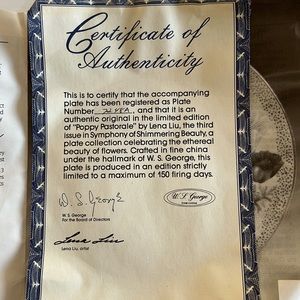 Certificate of
Authenticity
This is to certify that the accompanying
plate has been registered as Plate
Number, and that it is an
authentic original in the limited edition
of "Poppy Pastorale" by Lena Liu, the third
issue in Symphony of Shimmering Beauty, a
plate collection celebrating the ethereal
beauty of flowers. Crafted in fine china
under the hallmark of W. S. George, this
plate is produced in an edition strictly
limited to a maximum of 150 firing days.
W. S. George
W. S. George
For the Board of Directors
W. S. George
Lena Liu
Lena Liu, artist